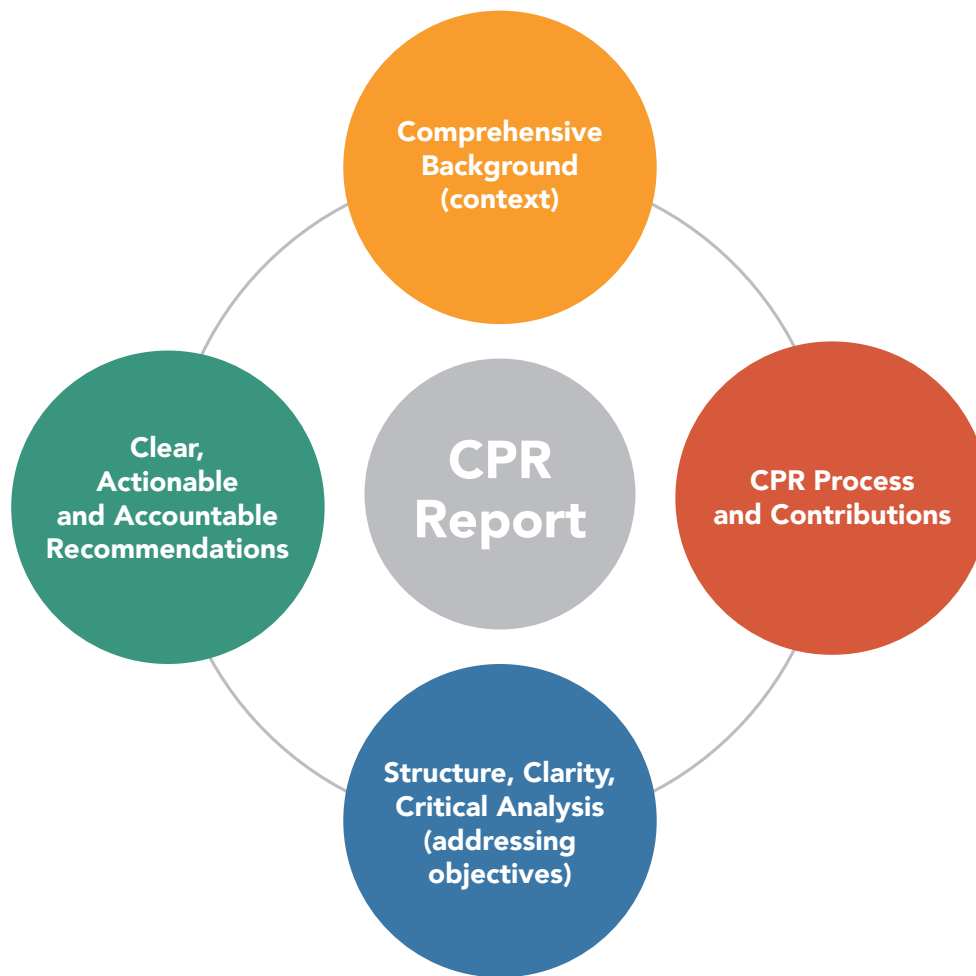 Comprehensive
Background
(context)
Clear,
Actionable
and Accountable
Recommendations
CPR
Report
CPR Process
and Contributions
Structure, Clarity,
Critical Analysis
(addressing
objectives)